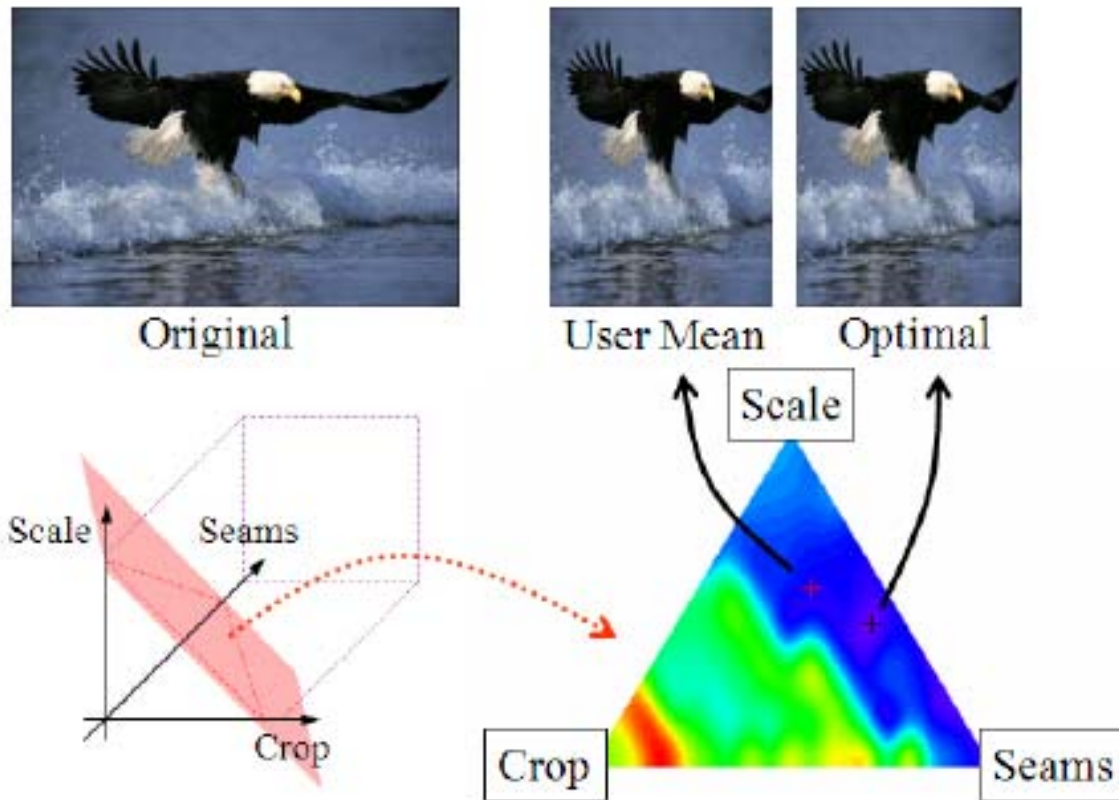 Original
User Mean
Optimal
Scale
Scale
Seams
Crop
Crop
Seams